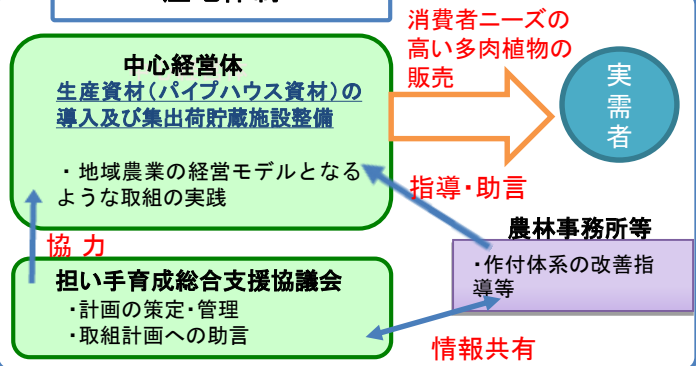 中心経営体
生産資材（パイプハウス資材）の
導入及び集出荷貯蔵施設整備
・地域農業の経営モデルとなる
ような取組の実践
消費者ニーズの
高い多肉植物の
販売
実
需
者
指導・助言
協 力
農林事務所等
・作付体系の改善指
導等
担い手育成総合支援協議会
・計画の策定・管理
・取組計画への助言
情報共有